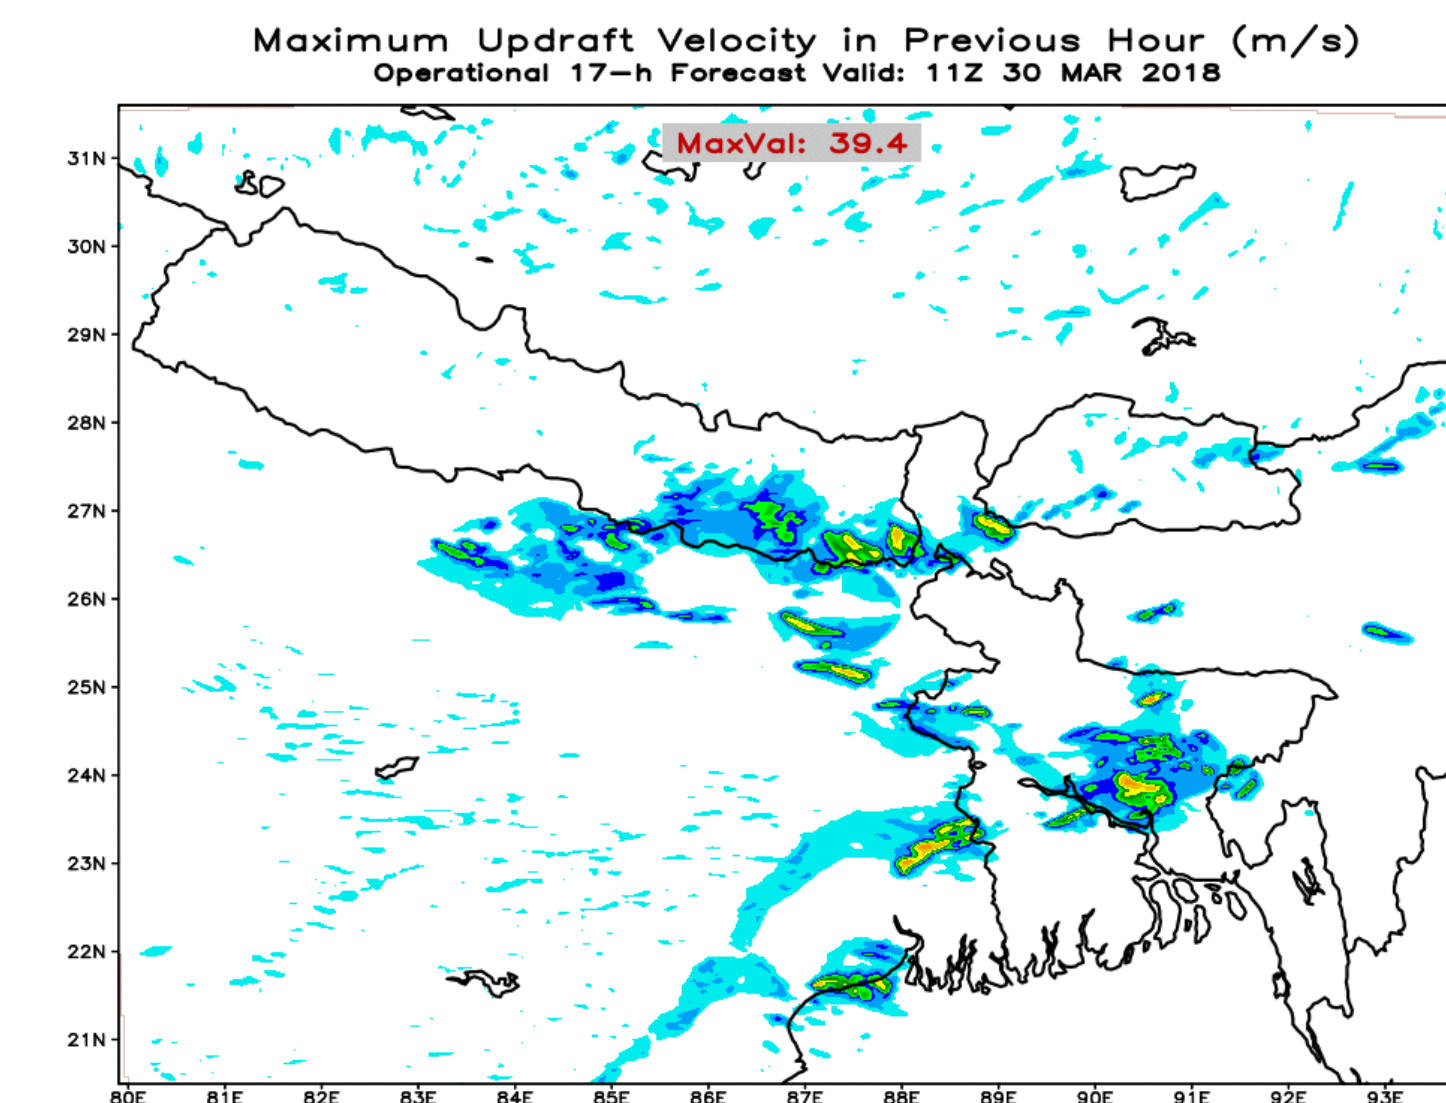 Maximum Updraft Velocity in Previous Hour (m/s)
Operational 17-h Forecast Valid: 11Z 30 MAR 2018
MaxVal: 39.4
31N
30N
29N
28N
27N
26N
25N
24N
23N
22N
21N
80E 81E 82E 83E 84E 85E 86E 87E 88E 89E 90E 91E 92E 93E